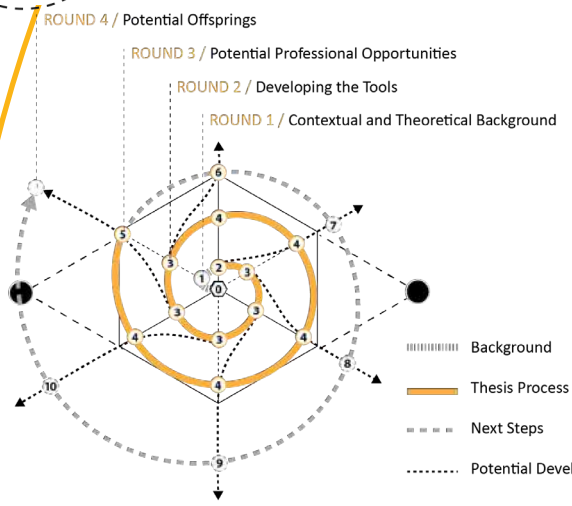 ROUND 4 / Potential Offsprings
ROUND 3 / Potential Professional Opportunities
ROUND 2 / Developing the Tools
ROUND 1 / Contextual and Theoretical Background
6
4
7
5
4
3
2
3
1
0
3
3
4
3
4
8
10
4
9
Background
Thesis Process
Next Steps
Potential Devel